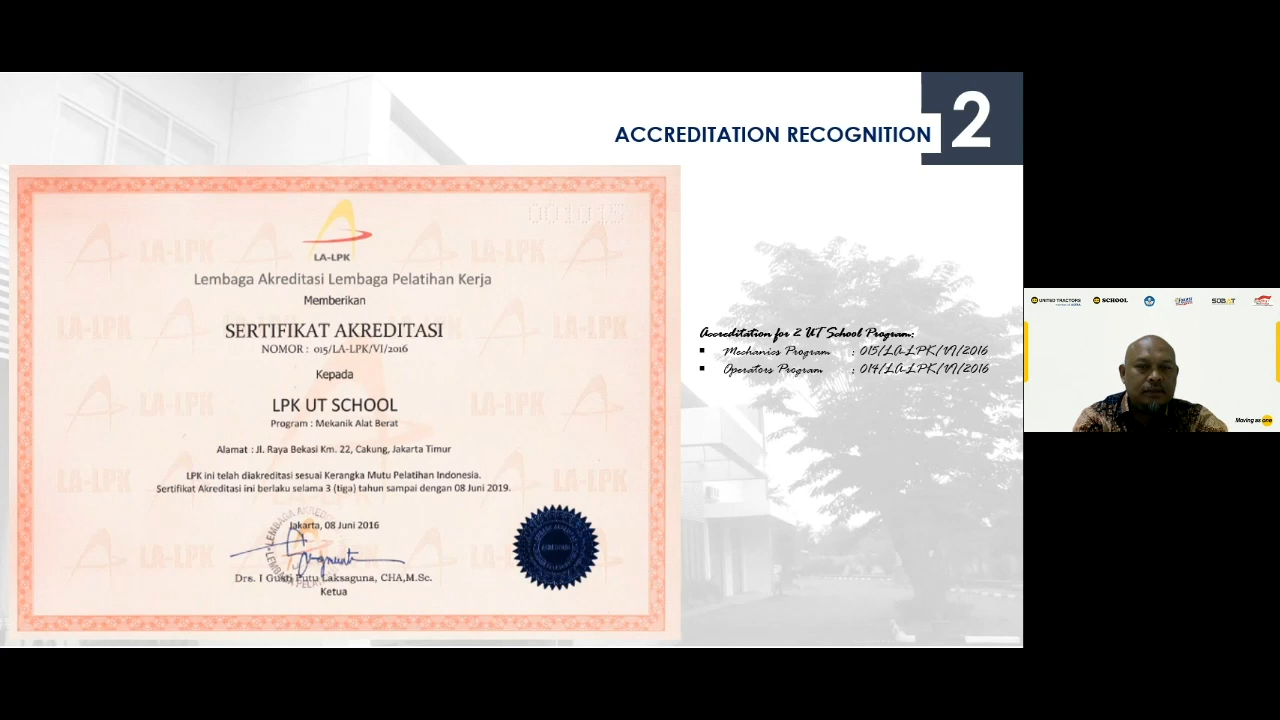 2
ACCREDITATION RECOGNITION
001015
LA-LPK
Lembaga Akreditasi Lembaga Pelatihan Kerja
Memberikan
SERTIFIKAT AKREDITASI
NOMOR : 015/LA-LPK/VI/2016
Kepada
LPK UT SCHOOL
Program : Mekanik Alat Berat
Alamat : Jl. Raya Bekasi Km. 22, Cakung, Jakarta Timur
LPK ini telah diakreditasi sesuai Kerangka Mutu Pelatihan Indonesia.
Sertifikat Akreditasi ini berlaku selama 3 (tiga) tahun sampai dengan 08 Juni 2019.
Jakarta, 08 Juni 2016
Drs. I Gusti Putu Laksaguna, CHA,M.Sc.
Ketua
Accreditation for 2 UT School Program:
▪ Mechanics Program : 015/LA-LPK/VI/2016
▪ Operators Program : 014/LA-LPK/VI/2016
UNITED TRACTORS
SCHOOL
SOBAT
Moving as one